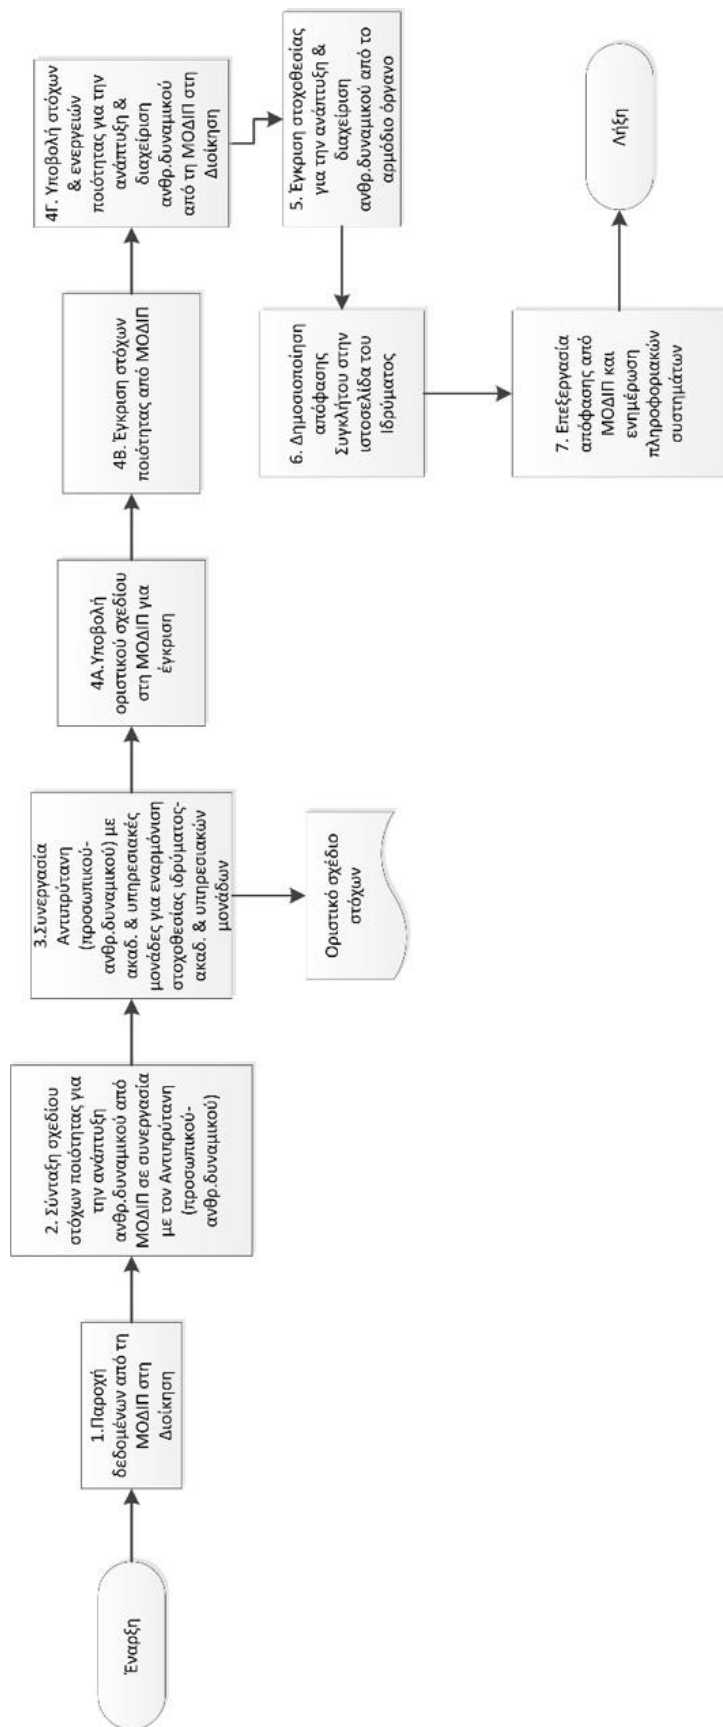 Έναρξη
1.Παροχή
δεδομένων από τη
ΜΟΔΙΠ στη
Διοίκηση
2. Σύνταξη σχεδίου
στόχων ποιότητας για
την ανάπτυξη
ανθρ.δυναμικού από
ΜΟΔΙΠ σε συνεργασία
με τον Αντιπρύτανη
(προσωπικού-
ανθρ.δυναμικού)
3.Συνεργασία
Αντιπρύτανη
(προσωπικού-
ανθρ.δυναμικού) με
ακαδ. & υπηρεσιακές
μονάδες για εναρμόνιση
στοχοθεσίας ιδρύματος-
ακαδ. & υπηρεσιακών
μονάδων
Οριστικό σχέδιο
στόχων
4Α.Υποβολή
οριστικού σχεδίου
στη ΜΟΔΙΠ για
έγκριση
4Β. Έγκριση στόχων
ποιότητας από ΜΟΔΙΠ
4Γ. Υποβολή στόχων
& ενεργειών
ποιότητας για την
ανάπτυξη &
διαχείριση
ανθρ.δυναμικού
από τη ΜΟΔΙΠ στη
Διοίκηση
5. Έγκριση στοχοθεσίας
για την ανάπτυξη &
διαχείριση
ανθρ.δυναμικού από το
αρμόδιο όργανο
6. Δημοσιοποίηση
απόφασης
Συγκλήτου στην
ιστοσελίδα του
Ιδρύματος
7. Επεξεργασία
απόφασης από
ΜΟΔΙΠ και
ενημέρωση
πληροφοριακών
συστημάτων
Λήξη